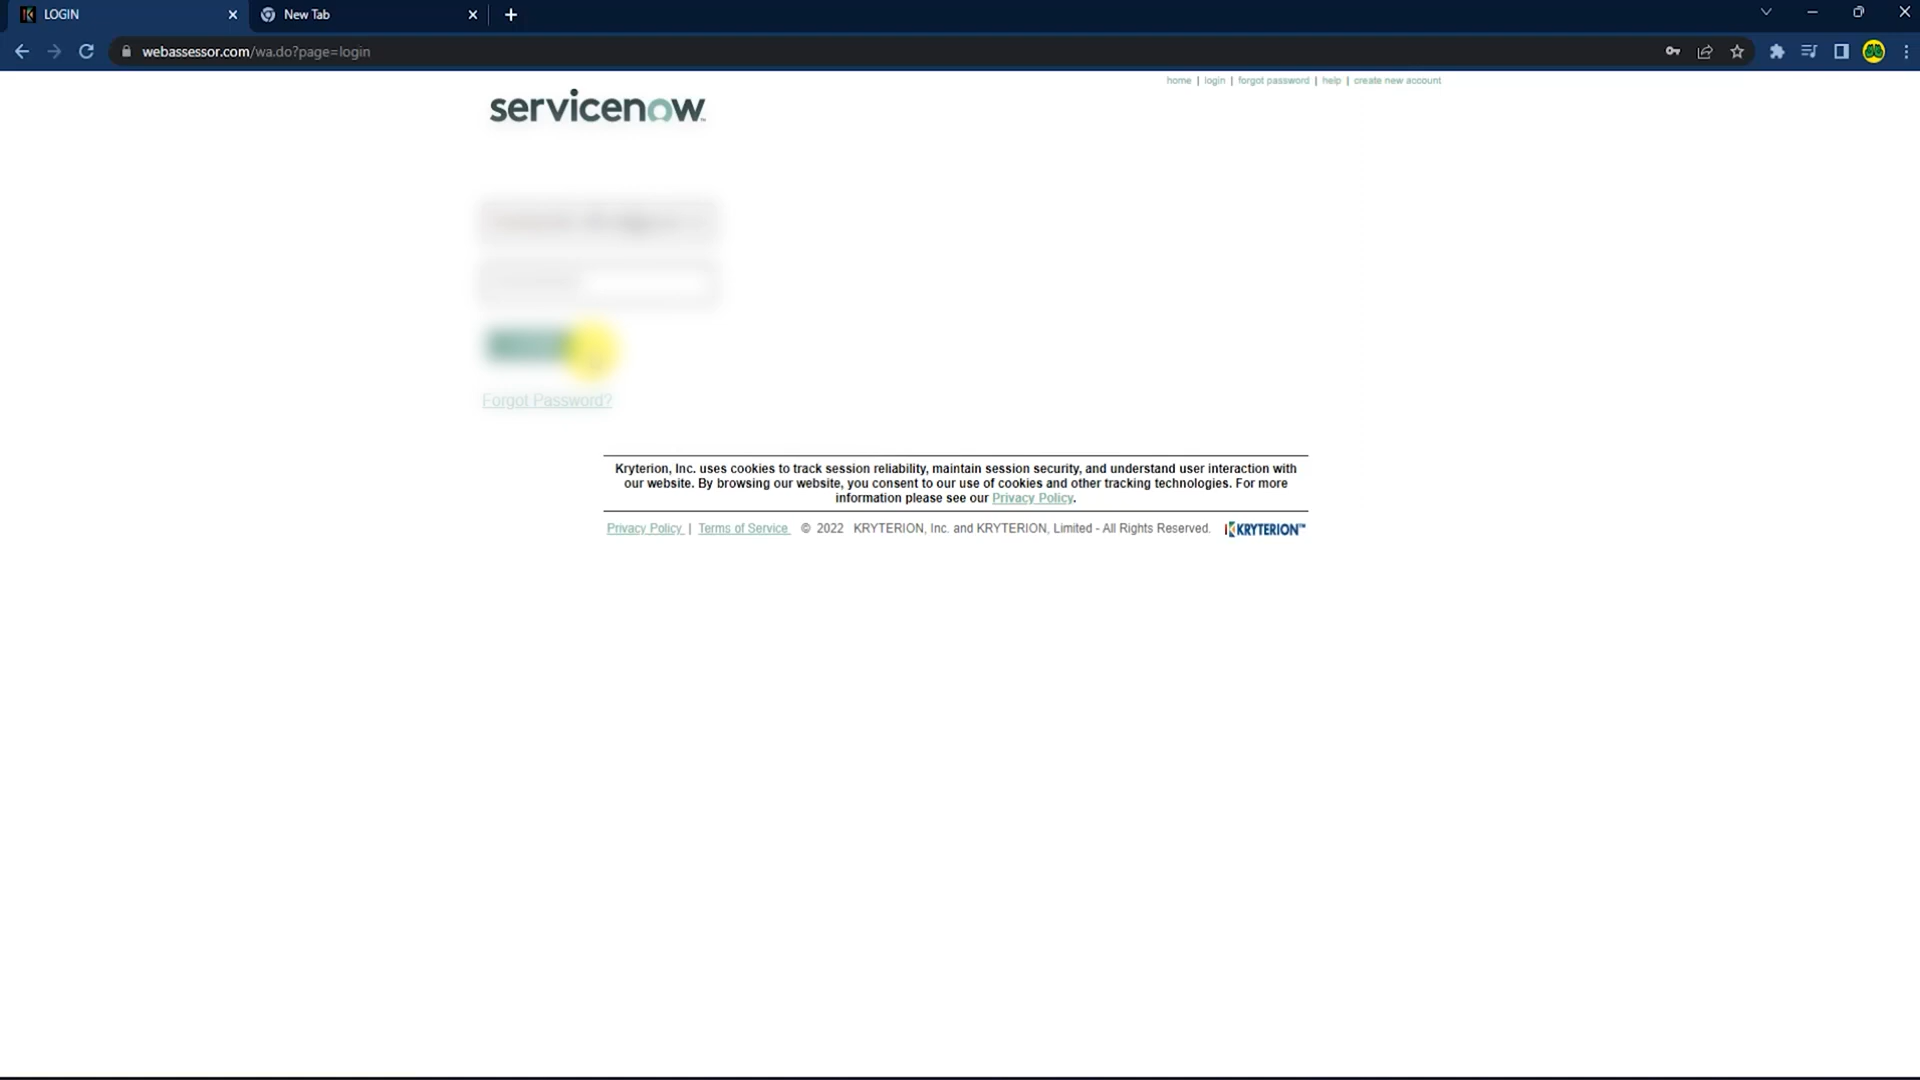 LOGIN
New Tab
webassessor.com/wa.do?page=login
home | login | forgot password | help | create new account
servicenow
Forgot Password?
Kryterion, Inc. uses cookies to track session reliability, maintain session security, and understand user interaction with
our website. By browsing our website, you consent to our use of cookies and other tracking technologies. For more
information please see our Privacy Policy.
Privacy Policy | Terms of Service © 2022 KRYTERION, Inc. and KRYTERION, Limited - All Rights Reserved. KRYTERION™